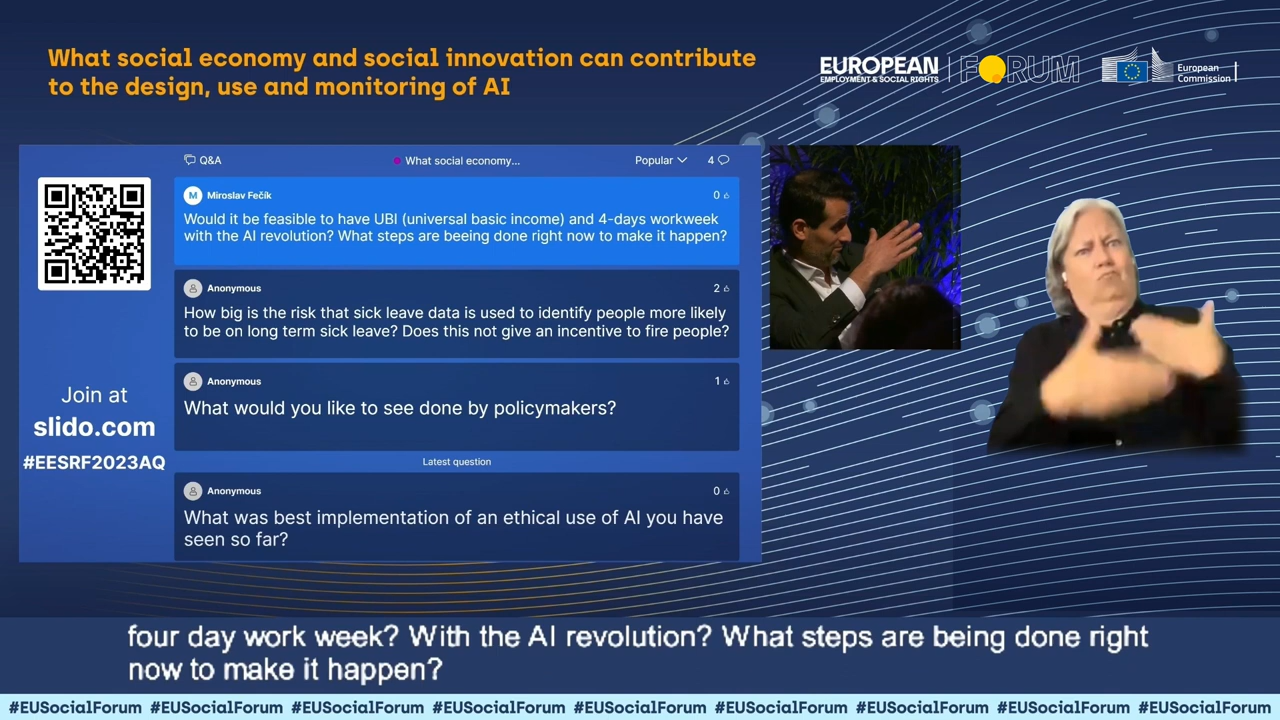 What social economy and social innovation can contribute
to the design, use and monitoring of AI
EUROPEAN
EMPLOYMENT & SOCIAL RIGHTS
FORUM
European
Commission
Q&A
What social economy...
Popular
4
M
Miroslav Fečík
0
Would it be feasible to have UBI (universal basic income) and 4-days workweek
with the AI revolution? What steps are beeing done right now to make it happen?
Anonymous
2
How big is the risk that sick leave data is used to identify people more likely
to be on long term sick leave? Does this not give an incentive to fire people?
Anonymous
1
What would you like to see done by policymakers?
Latest question
Anonymous
0
What was best implementation of an ethical use of AI you have
seen so far?
Join at
slido.com
#EESRF2023AQ
four day work week? With the AI revolution? What steps are being done right
now to make it happen?
#EUSocialForum #EUSocialForum #EUSocialForum #EUSocialForum #EUSocialForum #EUSocialForum #EUSocialForum #EUSocialForum #EUSocialForum